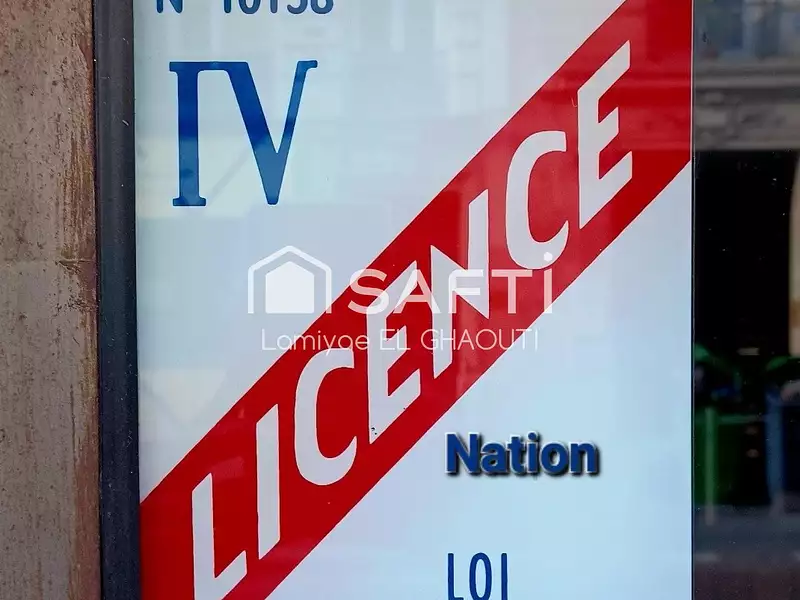 IV
LICENCE
SAFTI
Lamiyae EL GHAOUTI
Nation
LOI